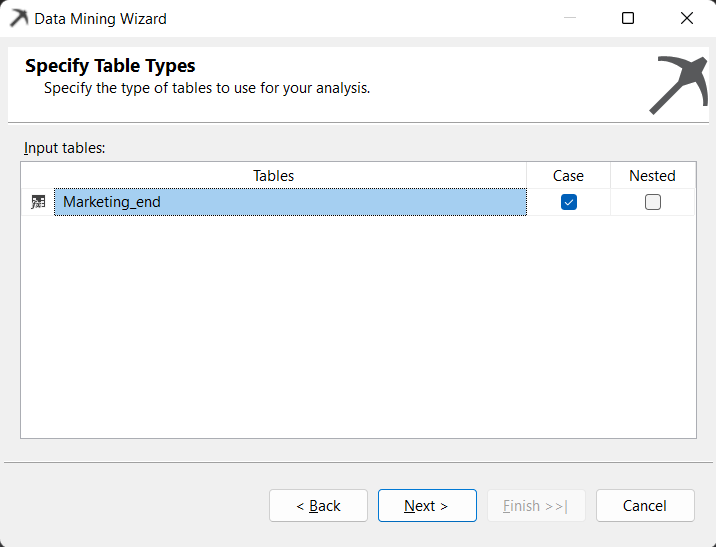 Data Mining Wizard
Specify Table Types
Specify the type of tables to use for your analysis.
Input tables:
Tables Case Nested
Marketing_end
< Back Next > Finish >>| Cancel